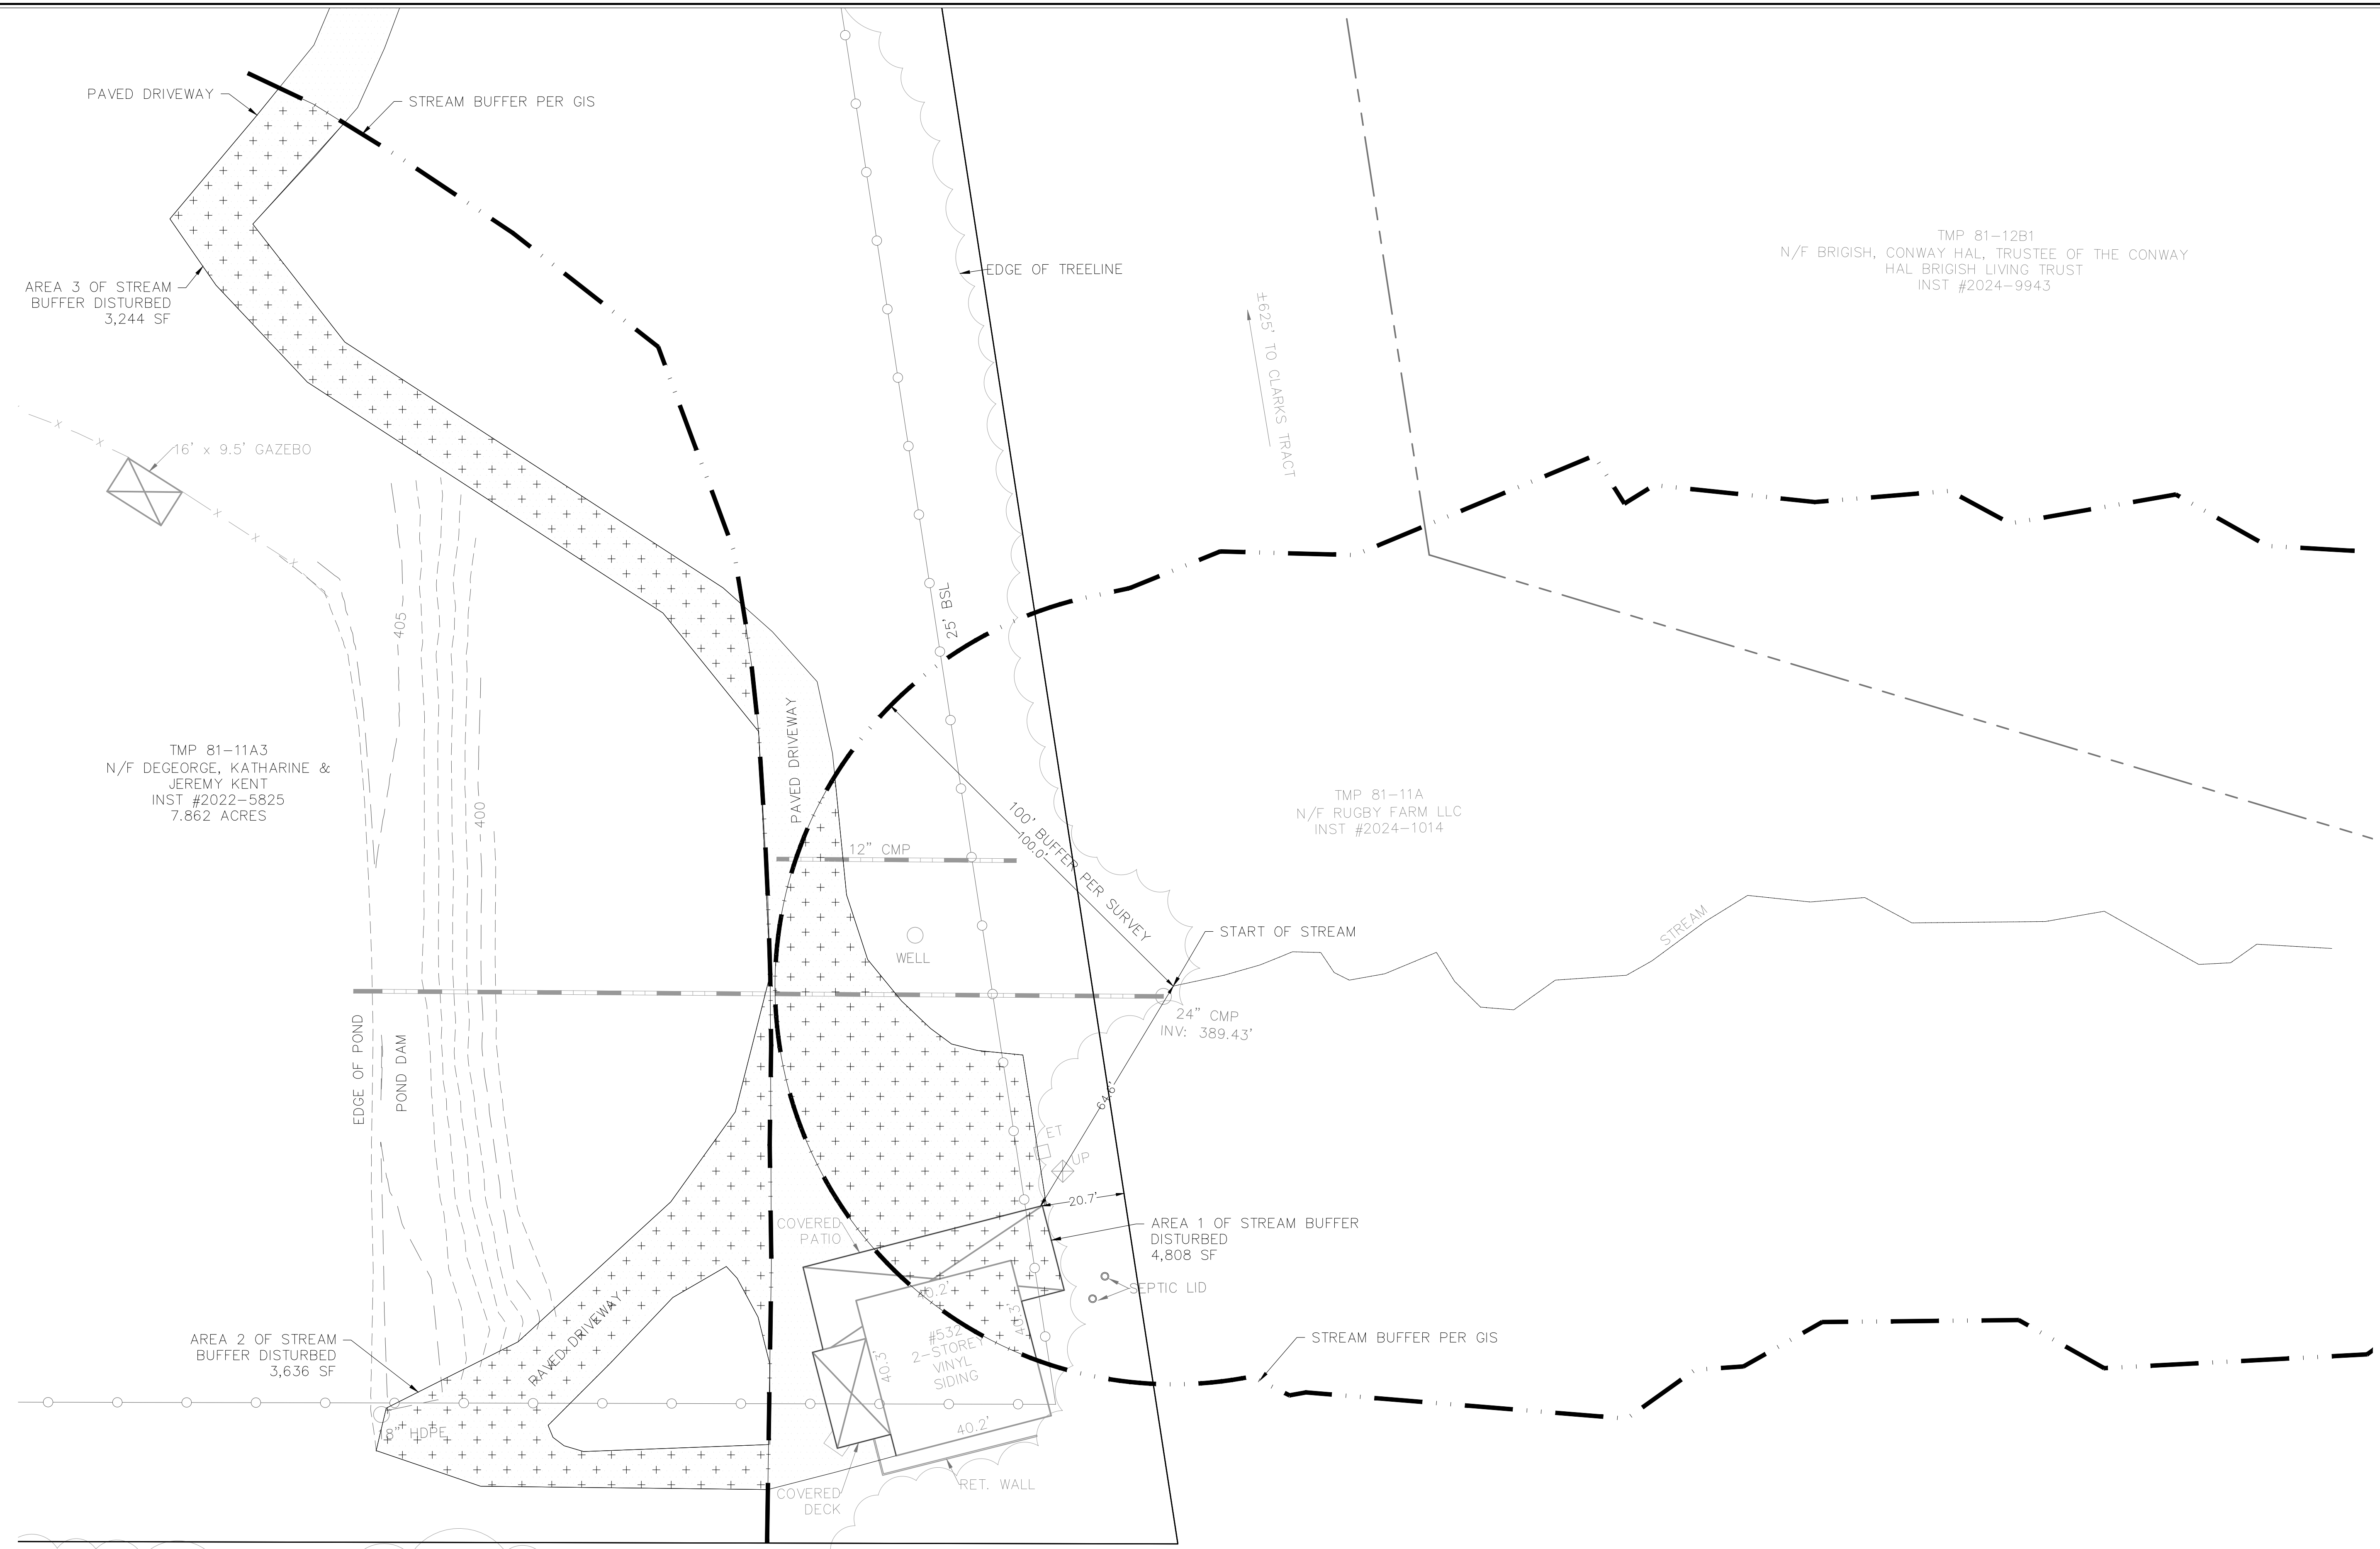 PAVED DRIVEWAY
STREAM BUFFER PER GIS
TMP 81-12B1
N/F BRIGISH, CONWAY HAL, TRUSTEE OF THE CONWAY
HAL BRIGISH LIVING TRUST
INST #2024-9943
EDGE OF TREELINE
AREA 3 OF STREAM
BUFFER DISTURBED
3,244 SF
±625' TO CLARKS TRACT
16' x 9.5' GAZEBO
405
25' BSL
TMP 81-11A3
N/F DEGEORGE, KATHARINE &
JEREMY KENT
INST #2022-5825
7.862 ACRES
400
PAVED DRIVEWAY
100' BUFFER PER SURVEY
100.0'
TMP 81-11A
N/F RUGBY FARM LLC
INST #2024-1014
12" CMP
WELL
START OF STREAM
STREAM
24" CMP
INV: 389.43'
EDGE OF POND
POND DAM
64.6'
ET
UP
20.7'
COVERED
PATIO
AREA 1 OF STREAM BUFFER
DISTURBED
4,808 SF
SEPTIC LID
40.2'
40.3'
#532
2-STOREY
VINYL
SIDING
40.3'
40.2'
STREAM BUFFER PER GIS
AREA 2 OF STREAM
BUFFER DISTURBED
3,636 SF
PAVED DRIVEWAY
18" HDPE
RET. WALL
COVERED
DECK